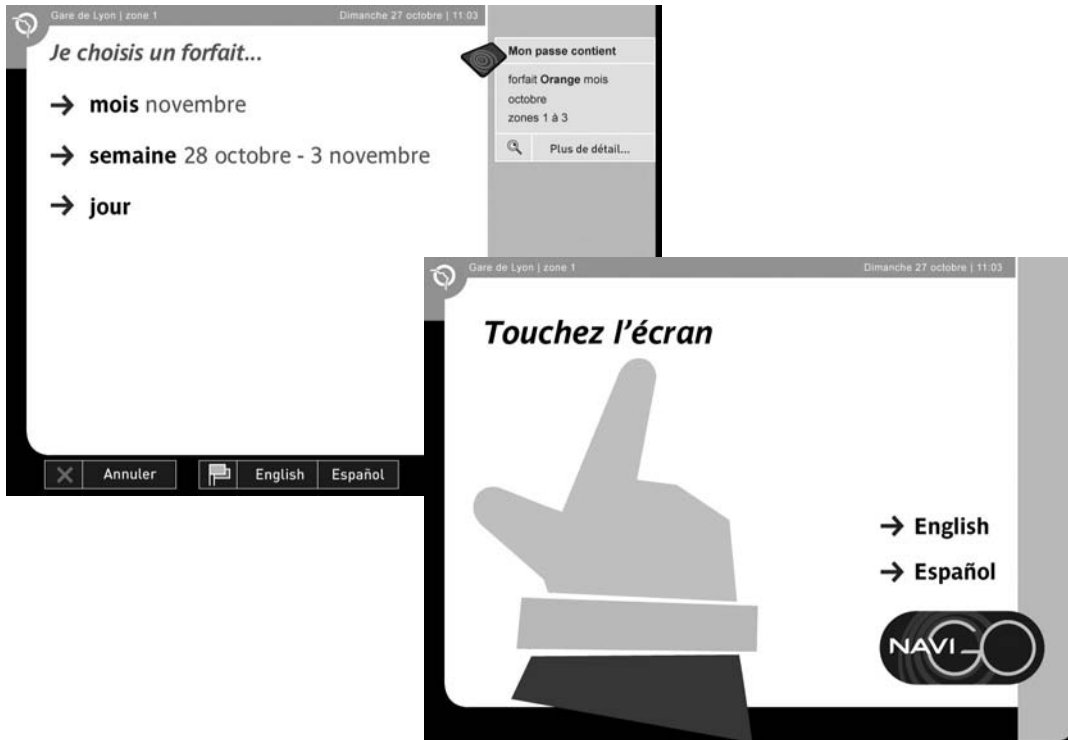 Gare de Lyon | zone 1
Dimanche 27 octobre | 11:03
Je choisis un forfait...
→ mois novembre
→ semaine 28 octobre - 3 novembre
→ jour
Mon passe contient
forfait Orange mois
octobre
zones 1 à 3
Plus de détail...
Annuler
English
Español
Gare de Lyon | zone 1
Dimanche 27 octobre | 11:03
Touchez l'écran
→ English
→ Español
NAVIGO